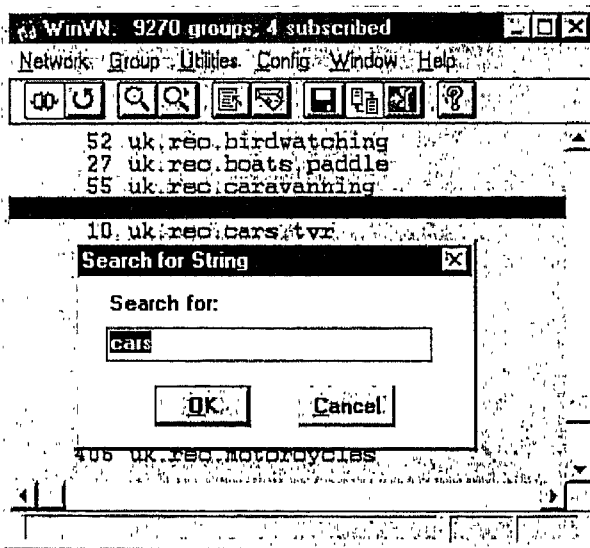 WinVN: 9270 groups; 4 subscribed
Network Group Utilities Config Window Help
52 uk.rec.birdwatching
27 uk.rec.boats.paddle
55 uk.rec.caravanning
10 uk.rec.cars.tvr
Search for String
Search for:
cars
OK
Cancel
406 uk.rec.motorcycles